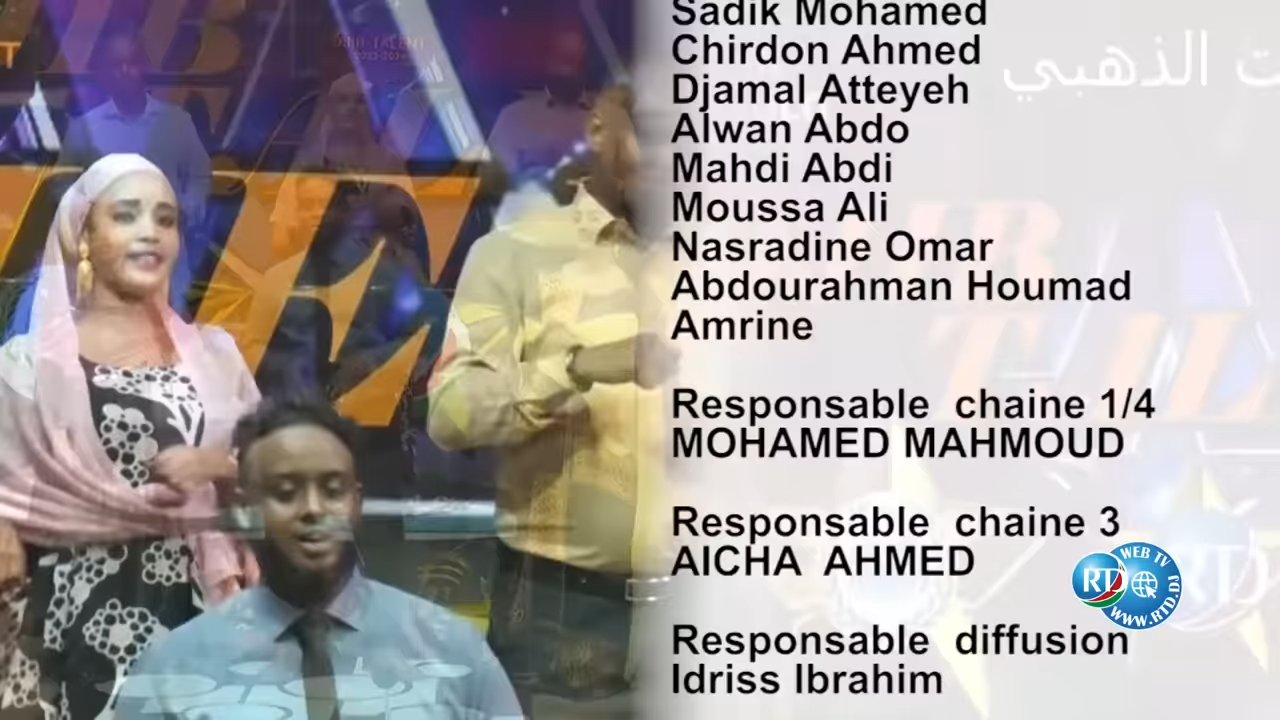 Sadik Mohamed
Chirdon Ahmed
Djamal Atteyeh
Alwan Abdo
Mahdi Abdi
Moussa Ali
Nasradine Omar
Abdourahman Houmad
Amrine
Responsable chaine 1/4
MOHAMED MAHMOUD
Responsable chaine 3
AICHA AHMED
Responsable diffusion
Idriss Ibrahim
الذهبي
RTD
WEB TV
WWW.RTD.DJ